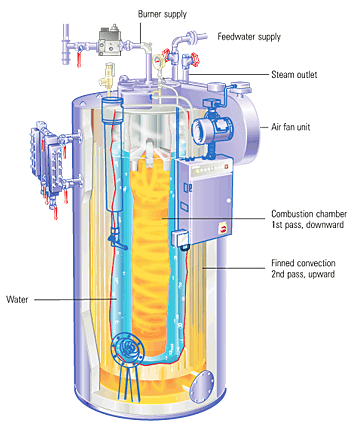 Burner supply
Feedwater supply
Steam outlet
Air fan unit
Combustion chamber
1st pass, downward
Finned convection
2nd pass, upward
Water